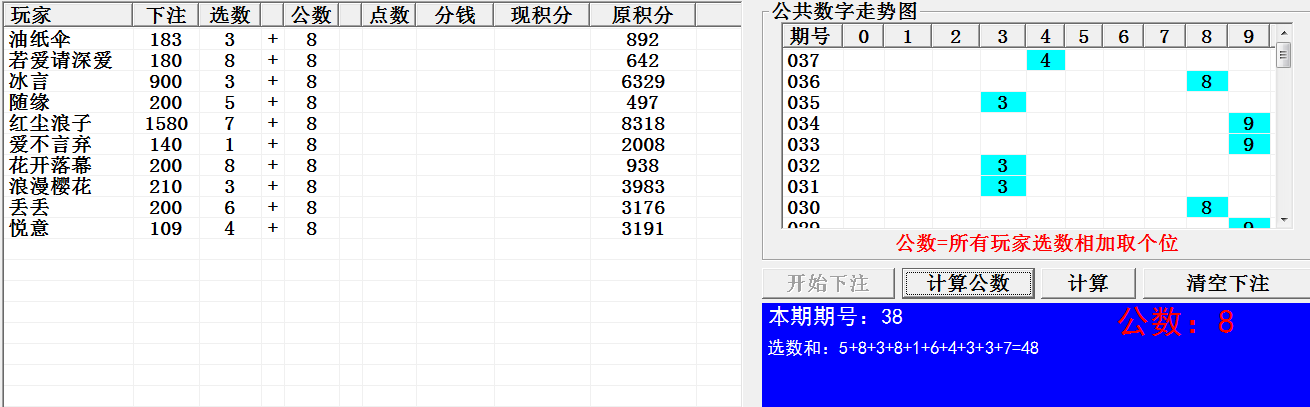 玩家 下注 选数 公数 点数 分钱 现积分 原积分
油纸伞 183 3 + 8 892
若爱请深爱 180 8 + 8 642
冰言 900 3 + 8 6329
随缘 200 5 + 8 497
红尘浪子 1580 7 + 8 8318
爱不言弃 140 1 + 8 2008
花开落幕 200 8 + 8 938
浪漫樱花 210 3 + 8 3983
丢丢 200 6 + 8 3176
悦意 109 4 + 8 3191
公共数字走势图
期号 0 1 2 3 4 5 6 7 8 9
037 4
036 8
035 3
034 9
033 9
032 3
031 3
030 8
029 9
公数=所有玩家选数相加取个位
开始下注 计算公数 计算 清空下注
本期期号：38 公数：8
选数和：5+8+3+8+1+6+4+3+3+7=48